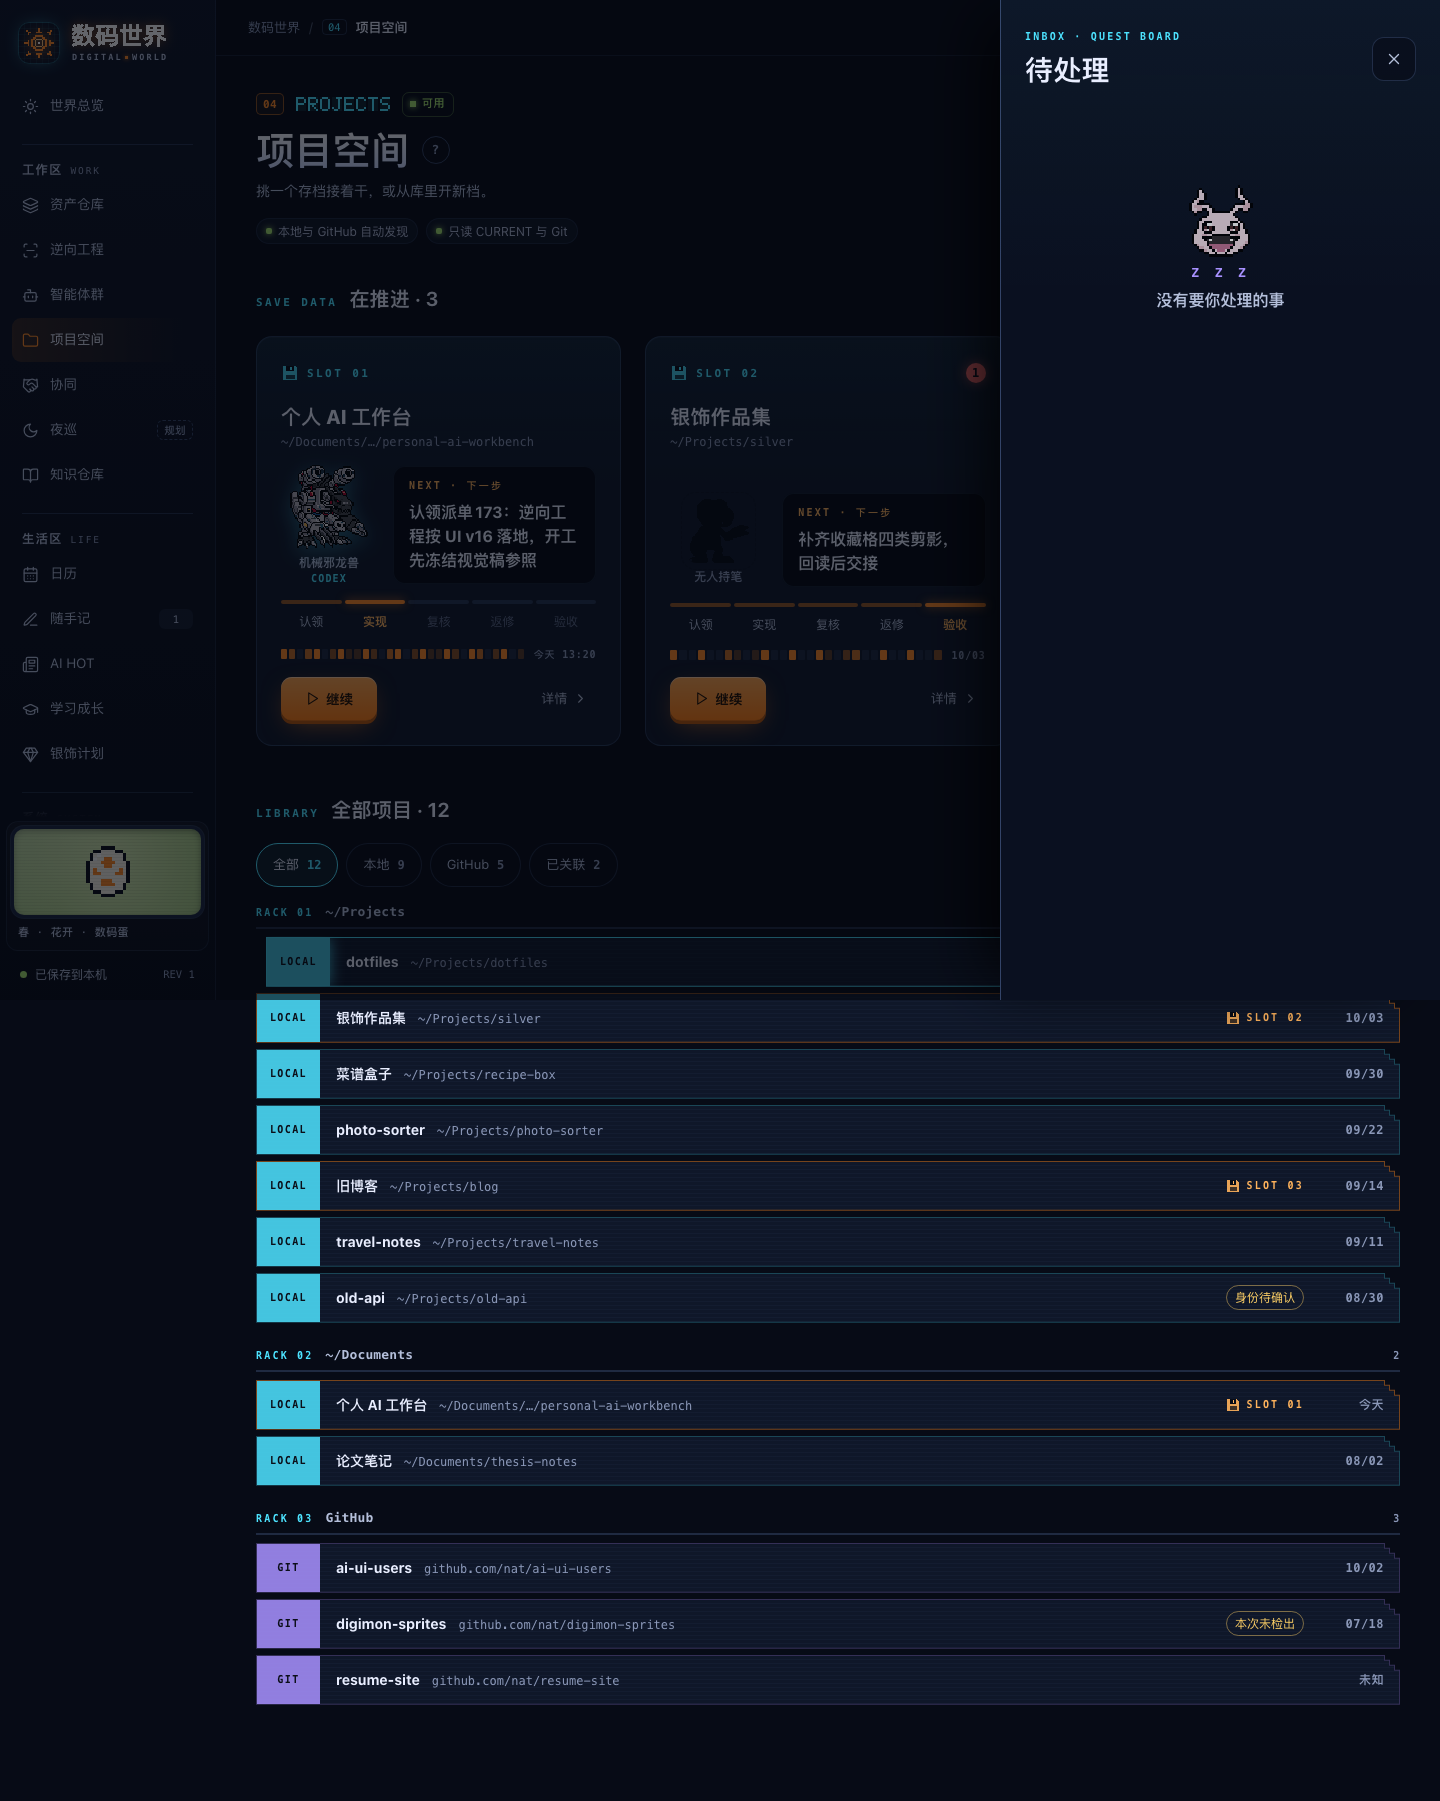 数码世界
DIGITAL WORLD
世界总览
工作区 WORK
资产仓库
逆向工程
智能体群
项目空间
协同
夜巡 规划
知识仓库
生活区 LIFE
日历
随手记 1
AI HOT
学习成长
银饰计划
春 · 花开 · 数码蛋
已保存到本机 REV 1
数码世界 / 04 项目空间
04 PROJECTS 可用
项目空间 ?
挑一个存档接着干，或从库里开新档。
本地与 GitHub 自动发现 只读 CURRENT 与 Git
SAVE DATA 在推进 · 3
SLOT 01
个人 AI 工作台
~/Documents/…/personal-ai-workbench
NEXT · 下一步
认领派单 173：逆向工
程按 UI v16 落地，开工
先冻结视觉稿参照
机械邪龙兽
CODEX
认领 实现 复核 返修 验收
今天 13:20
继续 详情
SLOT 02 1
银饰作品集
~/Projects/silver
NEXT · 下一步
补齐收藏格四类剪影，
回读后交接
无人持笔
认领 实现 复核 返修 验收
10/03
继续 详情
LIBRARY 全部项目 · 12
全部 12 本地 9 GitHub 5 已关联 2
RACK 01 ~/Projects
LOCAL dotfiles ~/Projects/dotfiles
LOCAL 银饰作品集 ~/Projects/silver SLOT 02 10/03
LOCAL 菜谱盒子 ~/Projects/recipe-box 09/30
LOCAL photo-sorter ~/Projects/photo-sorter 09/22
LOCAL 旧博客 ~/Projects/blog SLOT 03 09/14
LOCAL travel-notes ~/Projects/travel-notes 09/11
LOCAL old-api ~/Projects/old-api 身份待确认 08/30
RACK 02 ~/Documents 2
LOCAL 个人 AI 工作台 ~/Documents/…/personal-ai-workbench SLOT 01 今天
LOCAL 论文笔记 ~/Documents/thesis-notes 08/02
RACK 03 GitHub 3
GIT ai-ui-users github.com/nat/ai-ui-users 10/02
GIT digimon-sprites github.com/nat/digimon-sprites 本次未检出 07/18
GIT resume-site github.com/nat/resume-site 未知
INBOX · QUEST BOARD
待处理
Z Z Z
没有要你处理的事